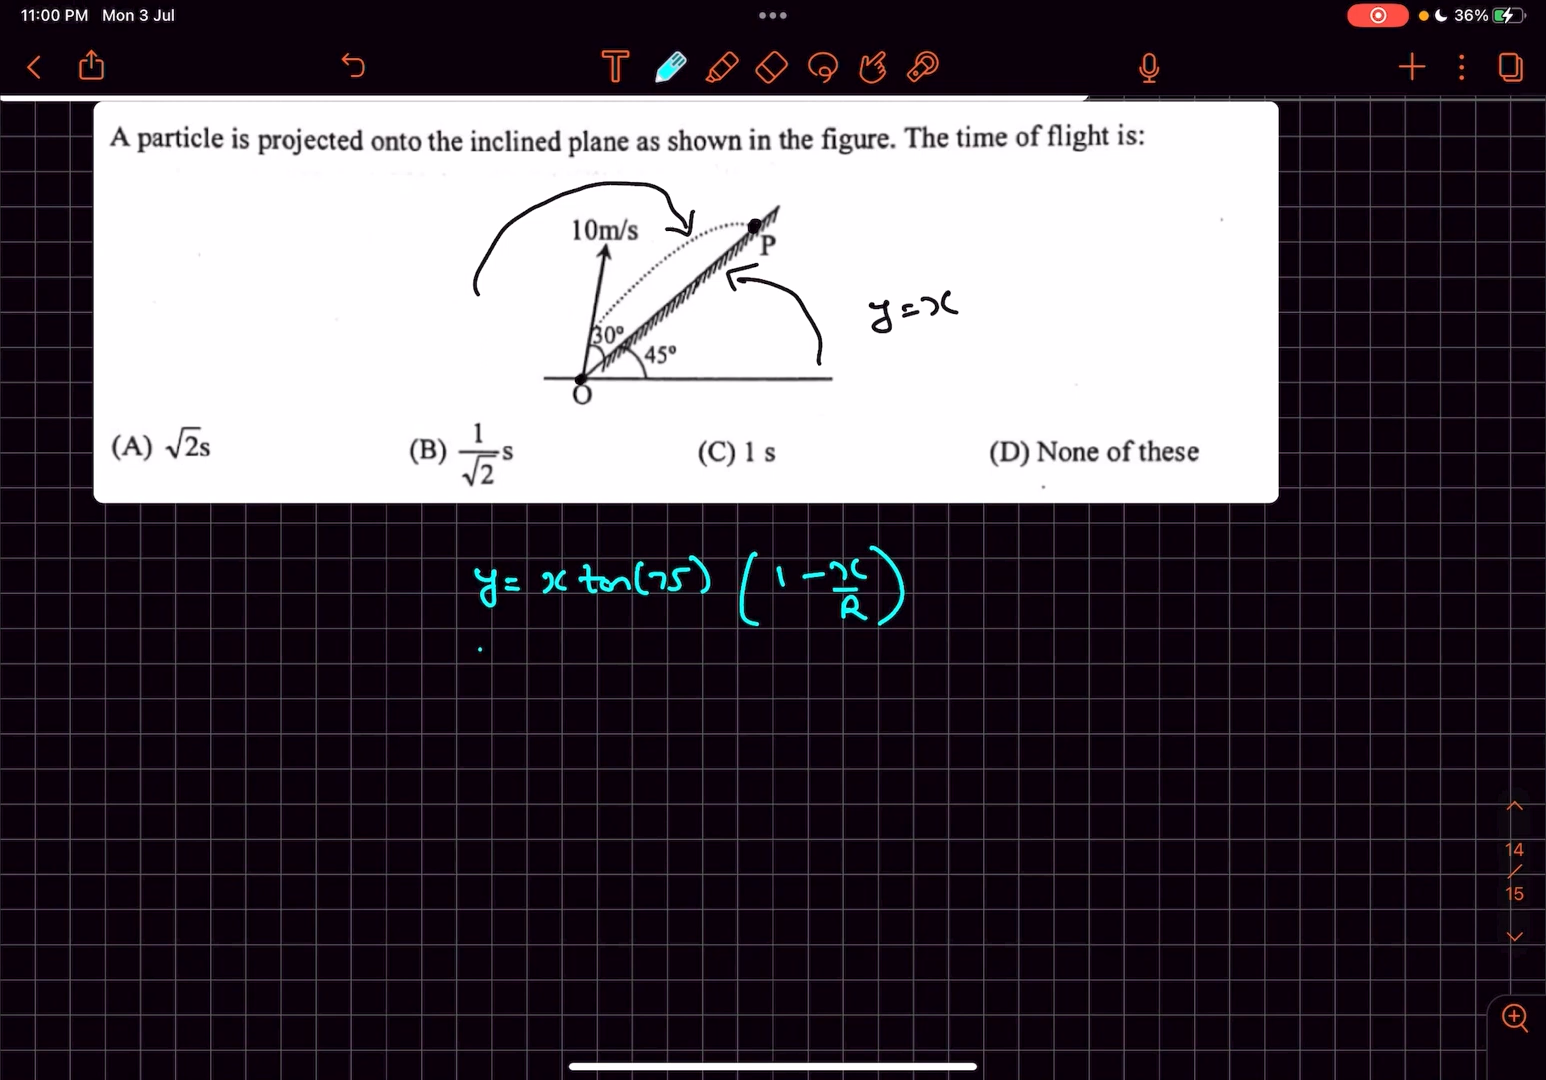 11:00 PM Mon 3 Jul
36%
A particle is projected onto the inclined plane as shown in the figure. The time of flight is:
10m/s
P
y = x
30°
45°
O
(A) √2s (B) 1/√2 s (C) 1 s (D) None of these
y = x tan(75) (1 - x/R)
14
/
15